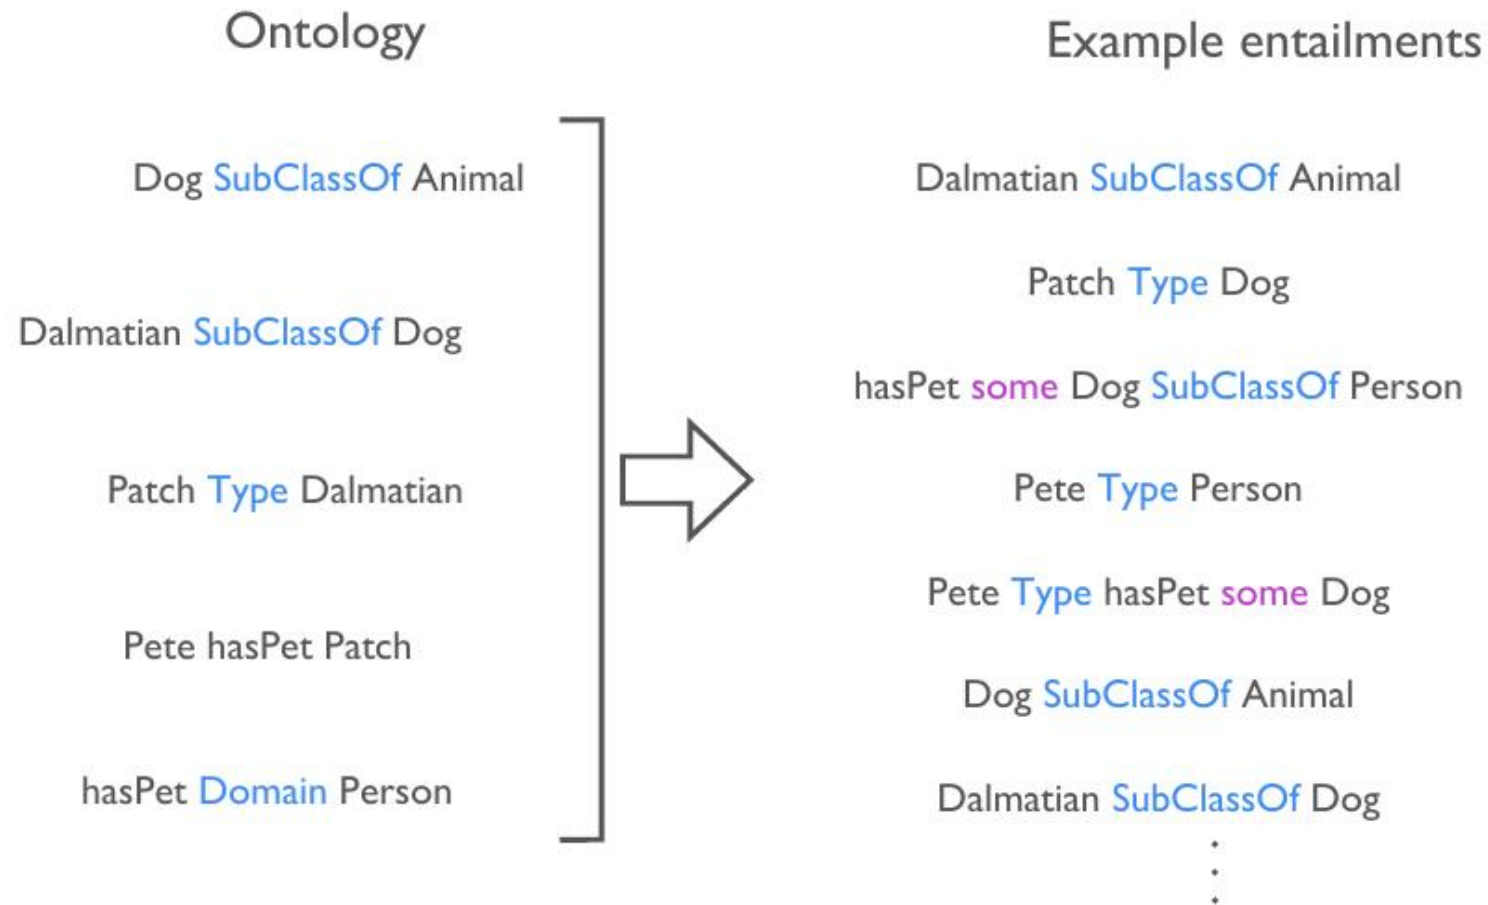 Ontology
Dog SubClassOf Animal
Dalmatian SubClassOf Dog
Patch Type Dalmatian
Pete hasPet Patch
hasPet Domain Person
Example entailments
Dalmatian SubClassOf Animal
Patch Type Dog
hasPet some Dog SubClassOf Person
Pete Type Person
Pete Type hasPet some Dog
Dog SubClassOf Animal
Dalmatian SubClassOf Dog